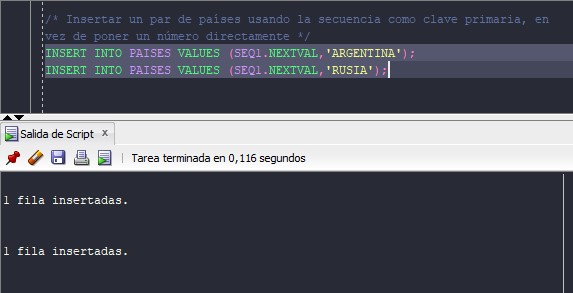 /* Insertar un par de países usando la secuencia como clave primaria, en
vez de poner un número directamente */
INSERT INTO PAISES VALUES (SEQ1.NEXTVAL,'ARGENTINA');
INSERT INTO PAISES VALUES (SEQ1.NEXTVAL,'RUSIA');
Salida de Script x
Tarea terminada en 0,116 segundos
1 fila insertadas.
1 fila insertadas.